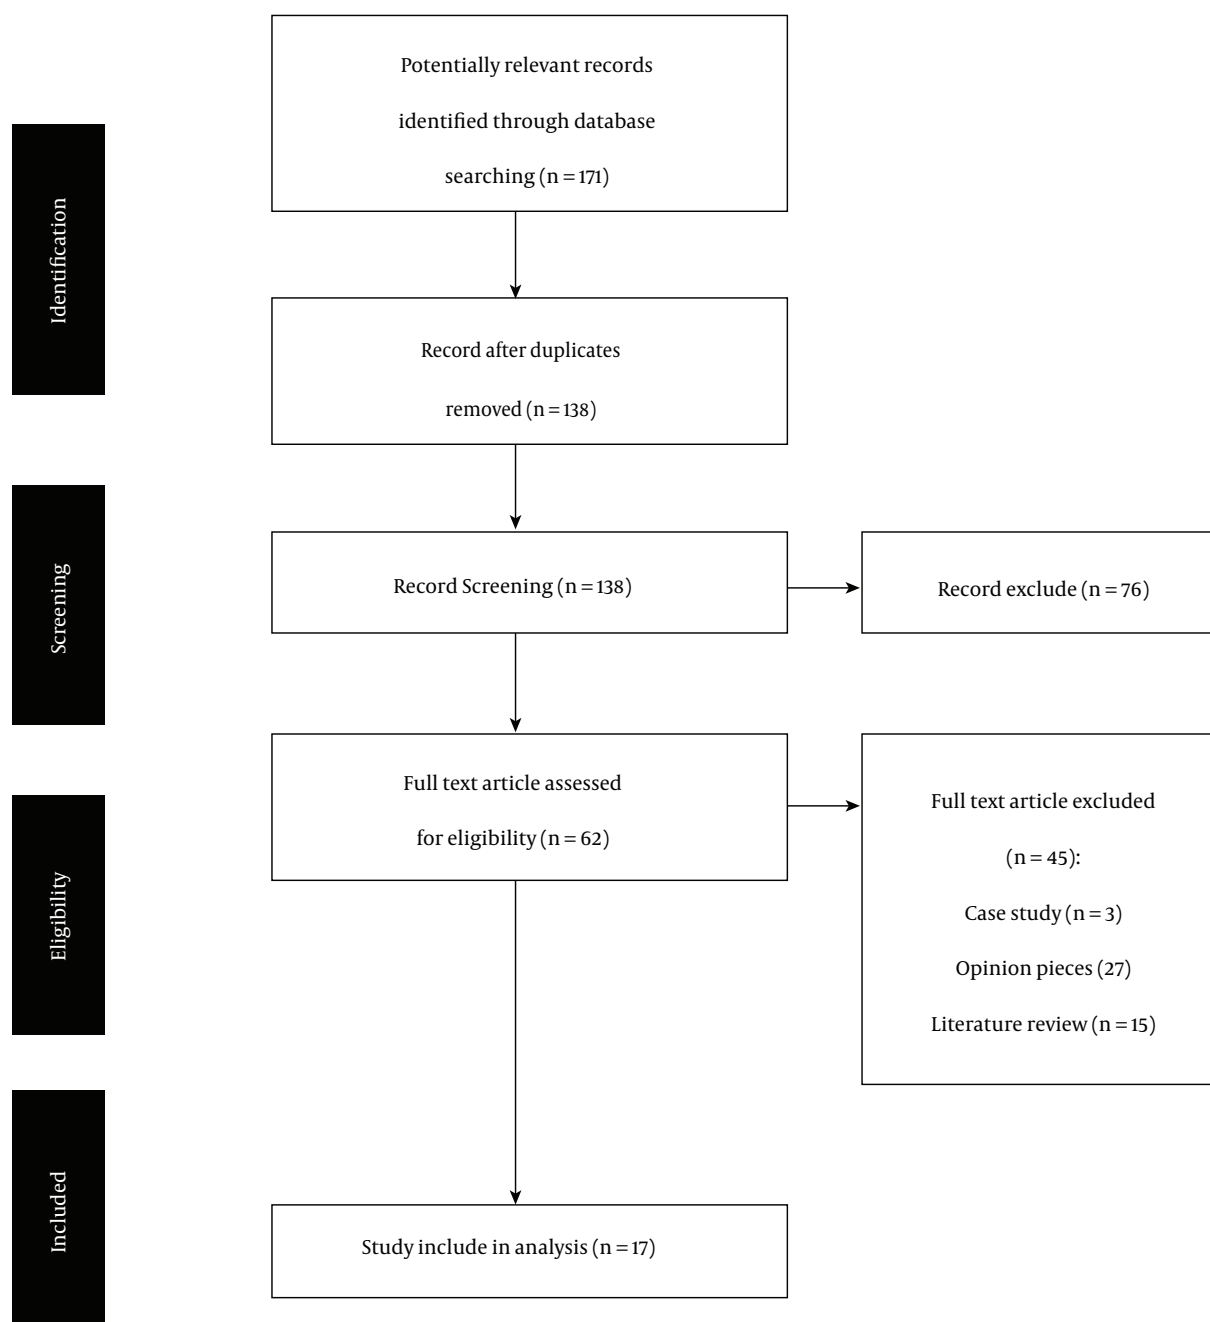 Identification
Potentially relevant records
identified through database
searching (n = 171)
Record after duplicates
removed (n = 138)
Screening
Record Screening (n = 138)
Record exclude (n = 76)
Eligibility
Full text article assessed
for eligibility (n = 62)
Full text article excluded
(n = 45):
Case study (n = 3)
Opinion pieces (27)
Literature review (n = 15)
Included
Study include in analysis (n = 17)